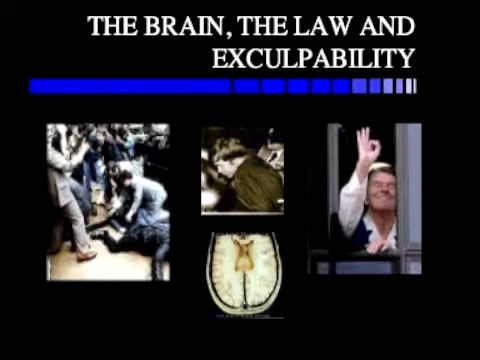 THE BRAIN, THE LAW AND
EXCULPABILITY